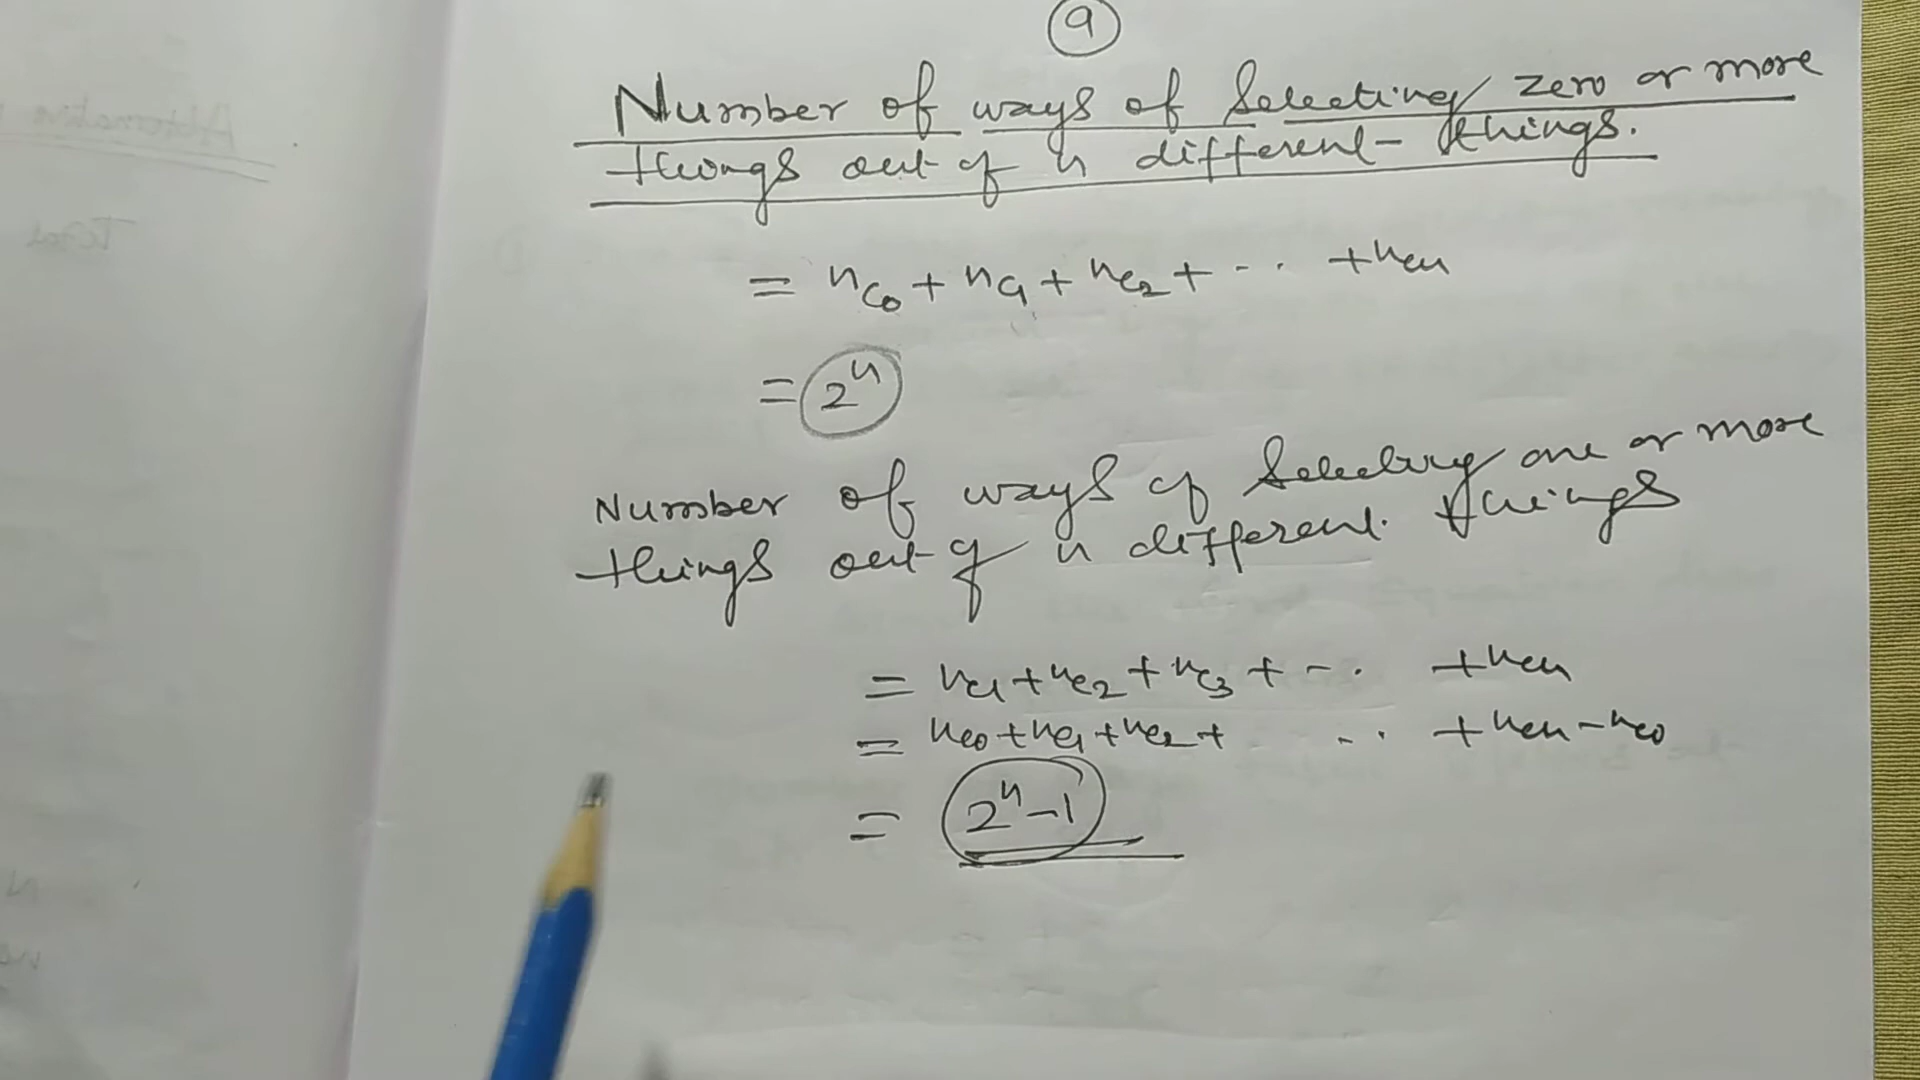 9
Number of ways of Selecting zero or more
things out of n different things.
= nC0 + nC1 + nC2 + ... + nCn
= 2^n
Number of ways of Selecting one or more
things out of n different things
= nC1 + nC2 + nC3 + ... + nCn
= nC0 + nC1 + nC2 + ... + nCn - nC0
= 2^n - 1